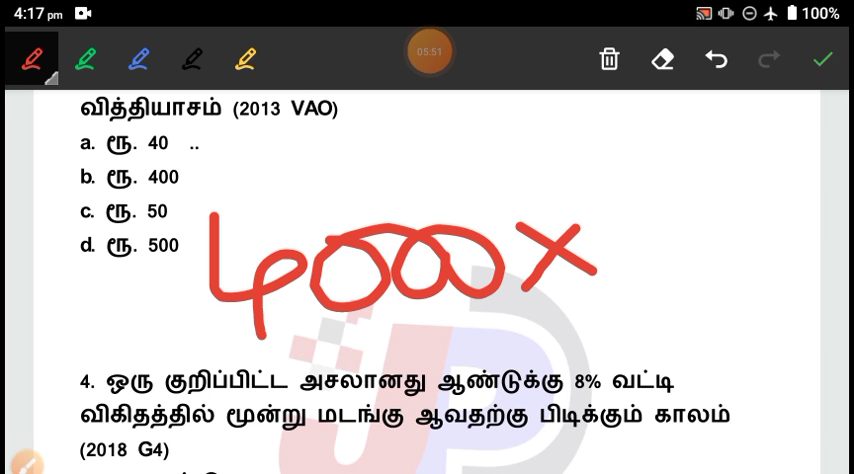 4:17 pm 100%
05:51
வித்தியாசம் (2013 VAO)
a. ரூ. 40 ..
b. ரூ. 400
c. ரூ. 50
d. ரூ. 500
4000 ×
4. ஒரு குறிப்பிட்ட அசலானது ஆண்டுக்கு 8% வட்டி
விகிதத்தில் மூன்று மடங்கு ஆவதற்கு பிடிக்கும் காலம்
(2018 G4)